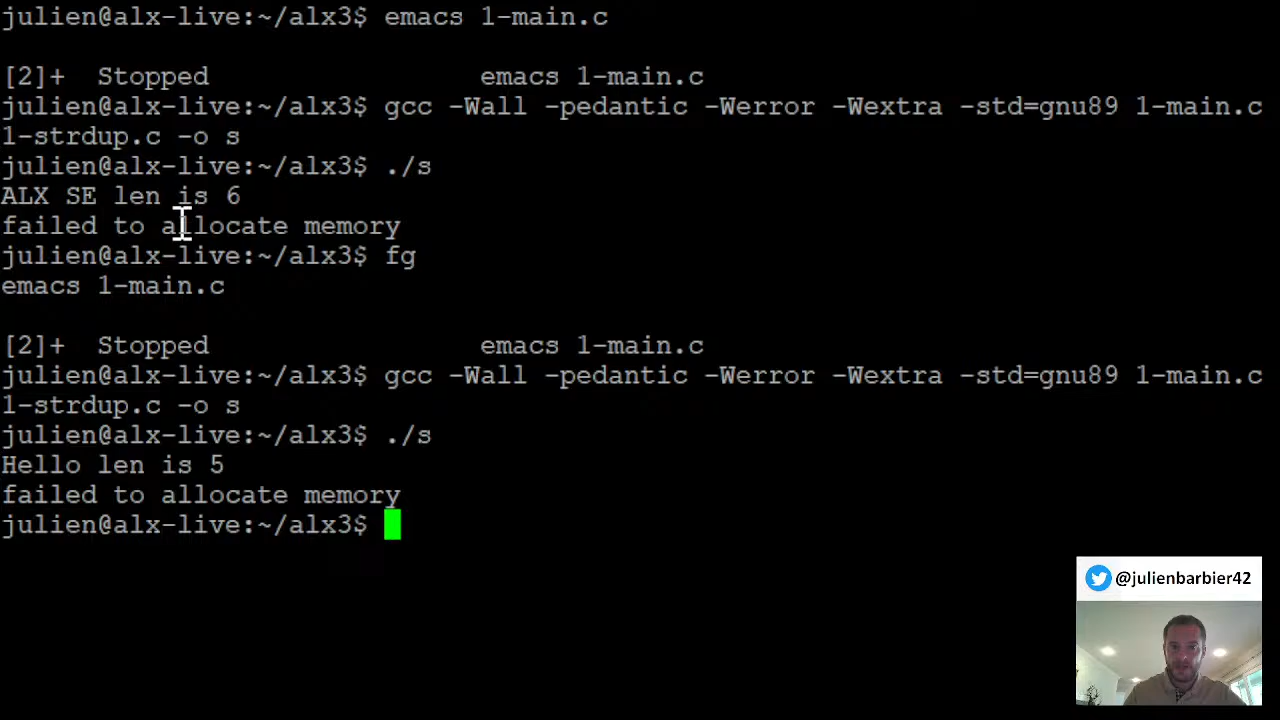 julien@alx-live:~/alx3$ emacs 1-main.c
[2]+  Stopped                 emacs 1-main.c
julien@alx-live:~/alx3$ gcc -Wall -pedantic -Werror -Wextra -std=gnu89 1-main.c
1-strdup.c -o s
julien@alx-live:~/alx3$ ./s
ALX SE len is 6
failed to allocate memory
julien@alx-live:~/alx3$ fg
emacs 1-main.c
[2]+  Stopped                 emacs 1-main.c
julien@alx-live:~/alx3$ gcc -Wall -pedantic -Werror -Wextra -std=gnu89 1-main.c
1-strdup.c -o s
julien@alx-live:~/alx3$ ./s
Hello len is 5
failed to allocate memory
julien@alx-live:~/alx3$
@julienbarbier42